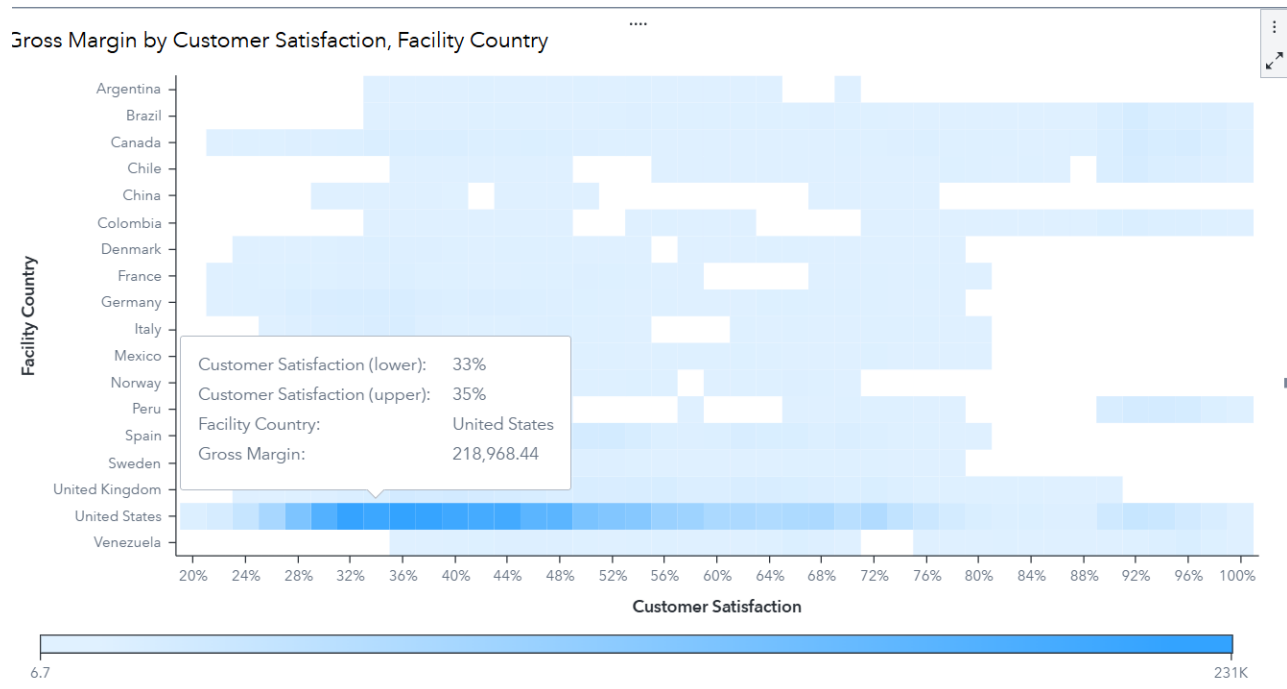 Gross Margin by Customer Satisfaction, Facility Country
Facility Country
Argentina
Brazil
Canada
Chile
China
Colombia
Denmark
France
Germany
Italy
Mexico
Norway
Peru
Spain
Sweden
United Kingdom
United States
Venezuela
Customer Satisfaction (lower): 33%
Customer Satisfaction (upper): 35%
Facility Country: United States
Gross Margin: 218,968.44
20% 24% 28% 32% 36% 40% 44% 48% 52% 56% 60% 64% 68% 72% 76% 80% 84% 88% 92% 96% 100%
Customer Satisfaction
6.7 231K